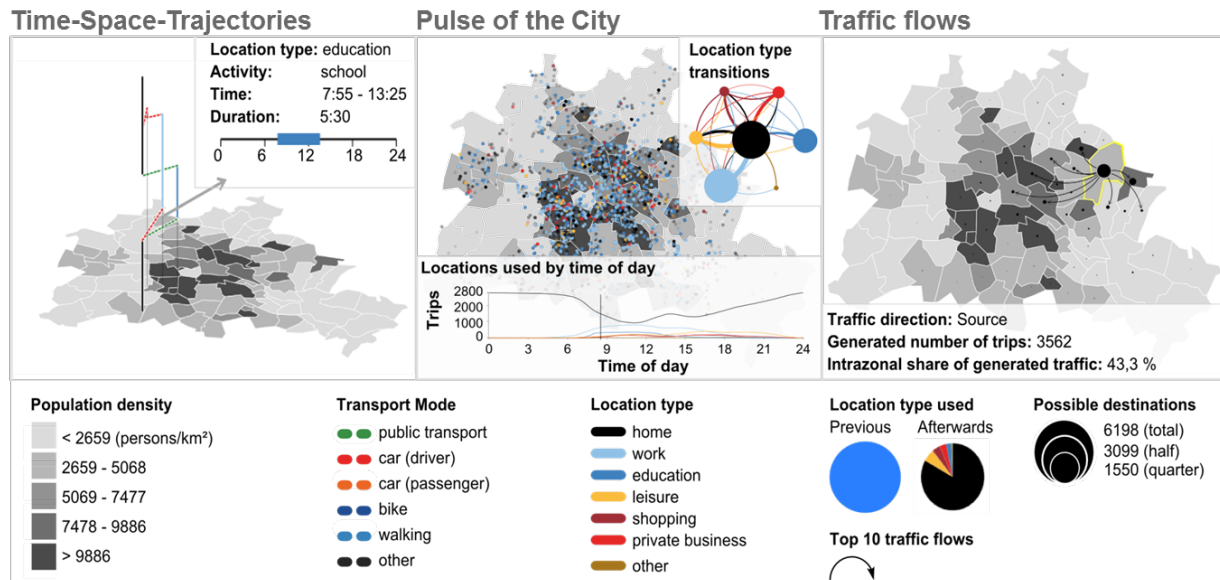 Time-Space-Trajectories
Pulse of the City
Traffic flows
Location type: education
Activity: school
Time: 7:55 - 13:25
Duration: 5:30
0 6 12 18 24
Location type
transitions
Locations used by time of day
Trips
2800
2000
1000
0
0 3 6 9 12 15 18 21 24
Time of day
Traffic direction: Source
Generated number of trips: 3562
Intrazonal share of generated traffic: 43,3 %
Population density
< 2659 (persons/km²)
2659 - 5068
5069 - 7477
7478 - 9886
> 9886
Transport Mode
public transport
car (driver)
car (passenger)
bike
walking
other
Location type
home
work
education
leisure
shopping
private business
other
Location type used
Previous Afterwards
Top 10 traffic flows
Possible destinations
6198 (total)
3099 (half)
1550 (quarter)